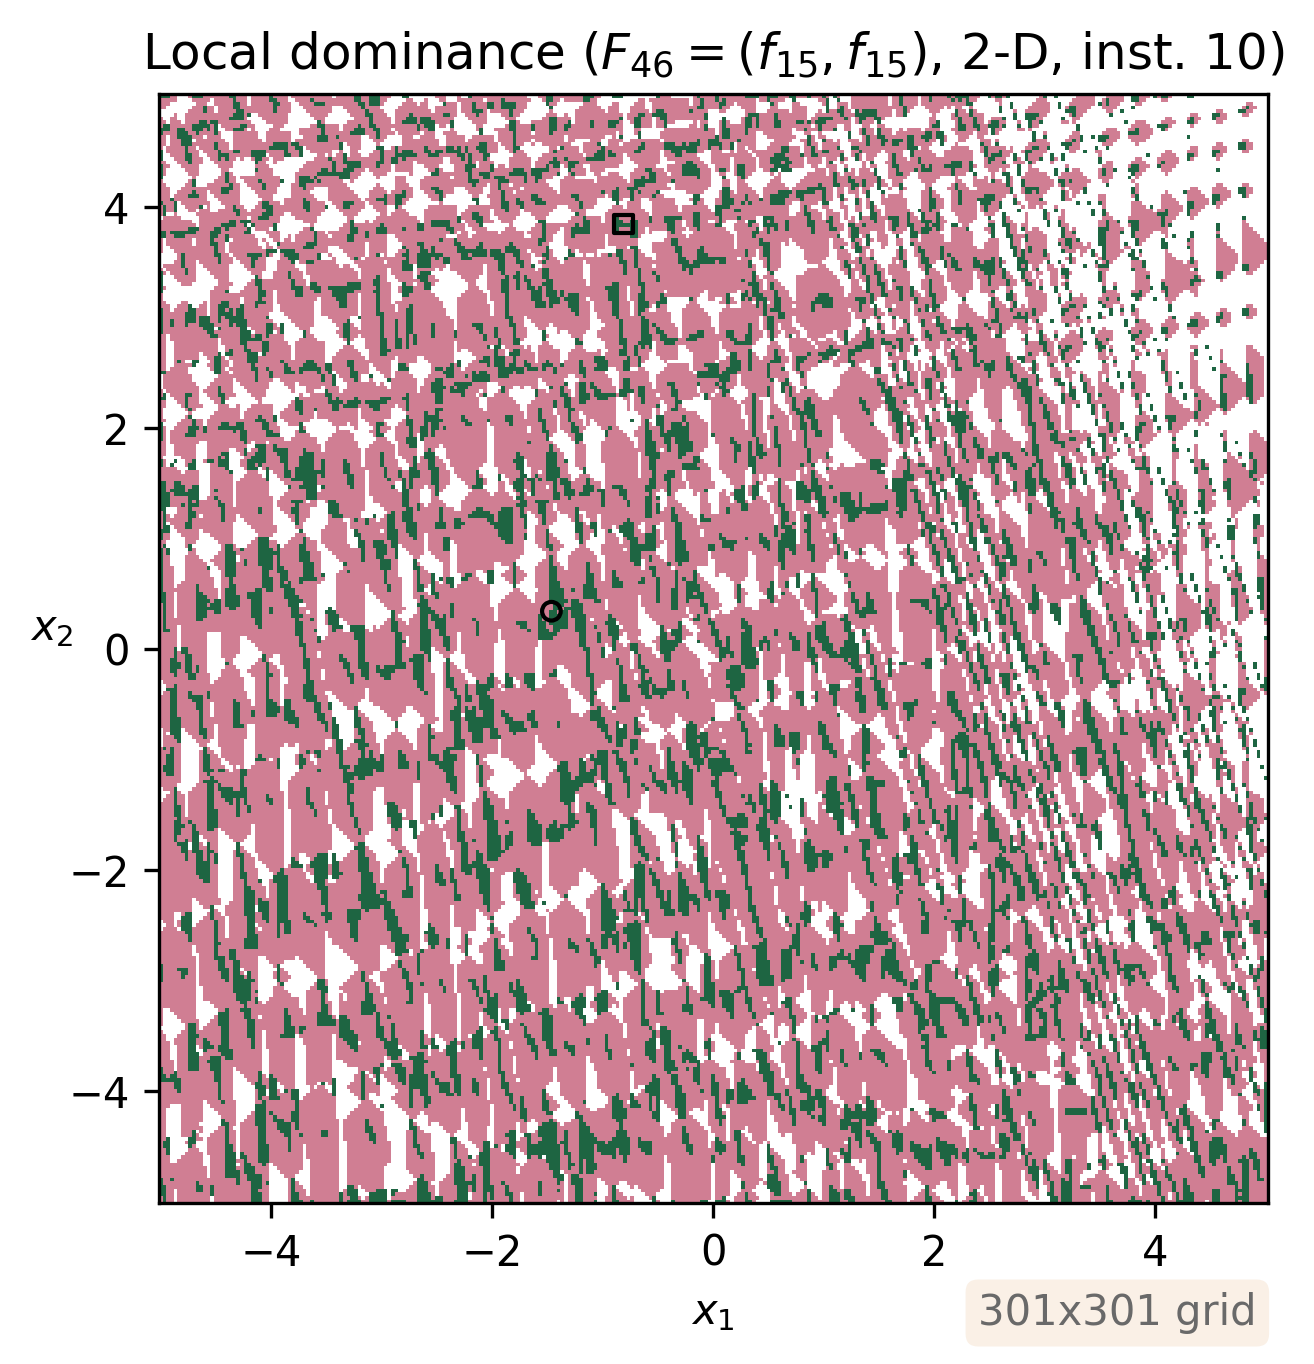 Local dominance (F₄₆ = (f₁₅, f₁₅), 2-D, inst. 10)
4
2
0
−2
−4
x₂
−4 −2 0 2 4
x₁
301x301 grid